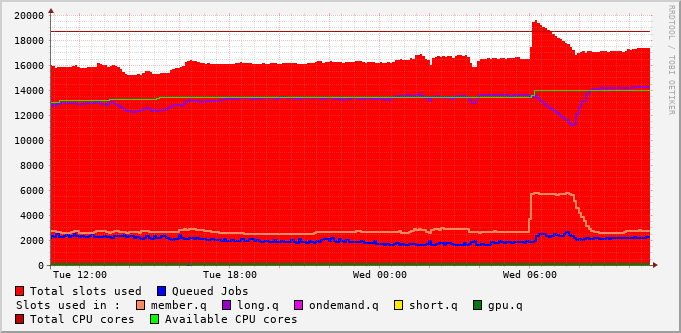 RRDTOOL / TOBI OETIKER
20000
18000
16000
14000
12000
10000
8000
6000
4000
2000
0
Tue 12:00 Tue 18:00 Wed 00:00 Wed 06:00
Total slots used Queued Jobs
Slots used in : member.q long.q ondemand.q short.q gpu.q
Total CPU cores Available CPU cores